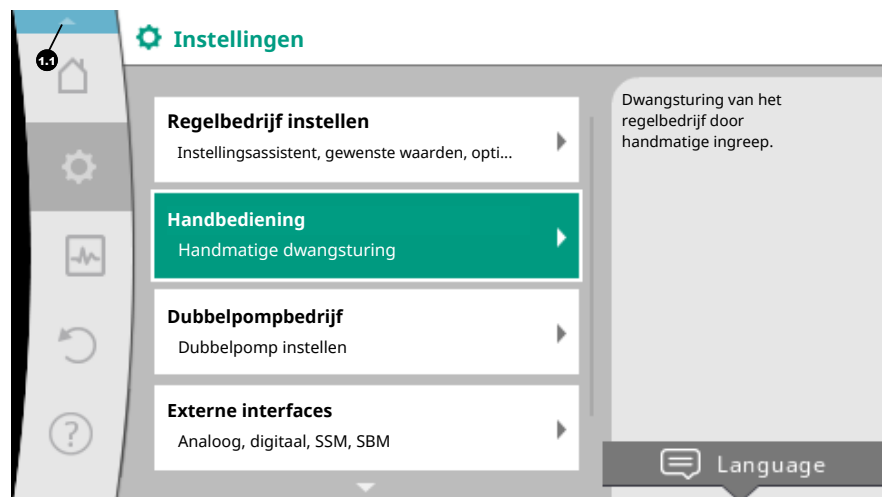 1.1
Instellingen
Regelbedrijf instellen
Instellingsassistent, gewenste waarden, opti...
Handbediening
Handmatige dwangsturing
Dubbelpompbedrijf
Dubbelpomp instellen
Externe interfaces
Analoog, digitaal, SSM, SBM
Dwangsturing van het
regelbedrijf door
handmatige ingreep.
?
Language